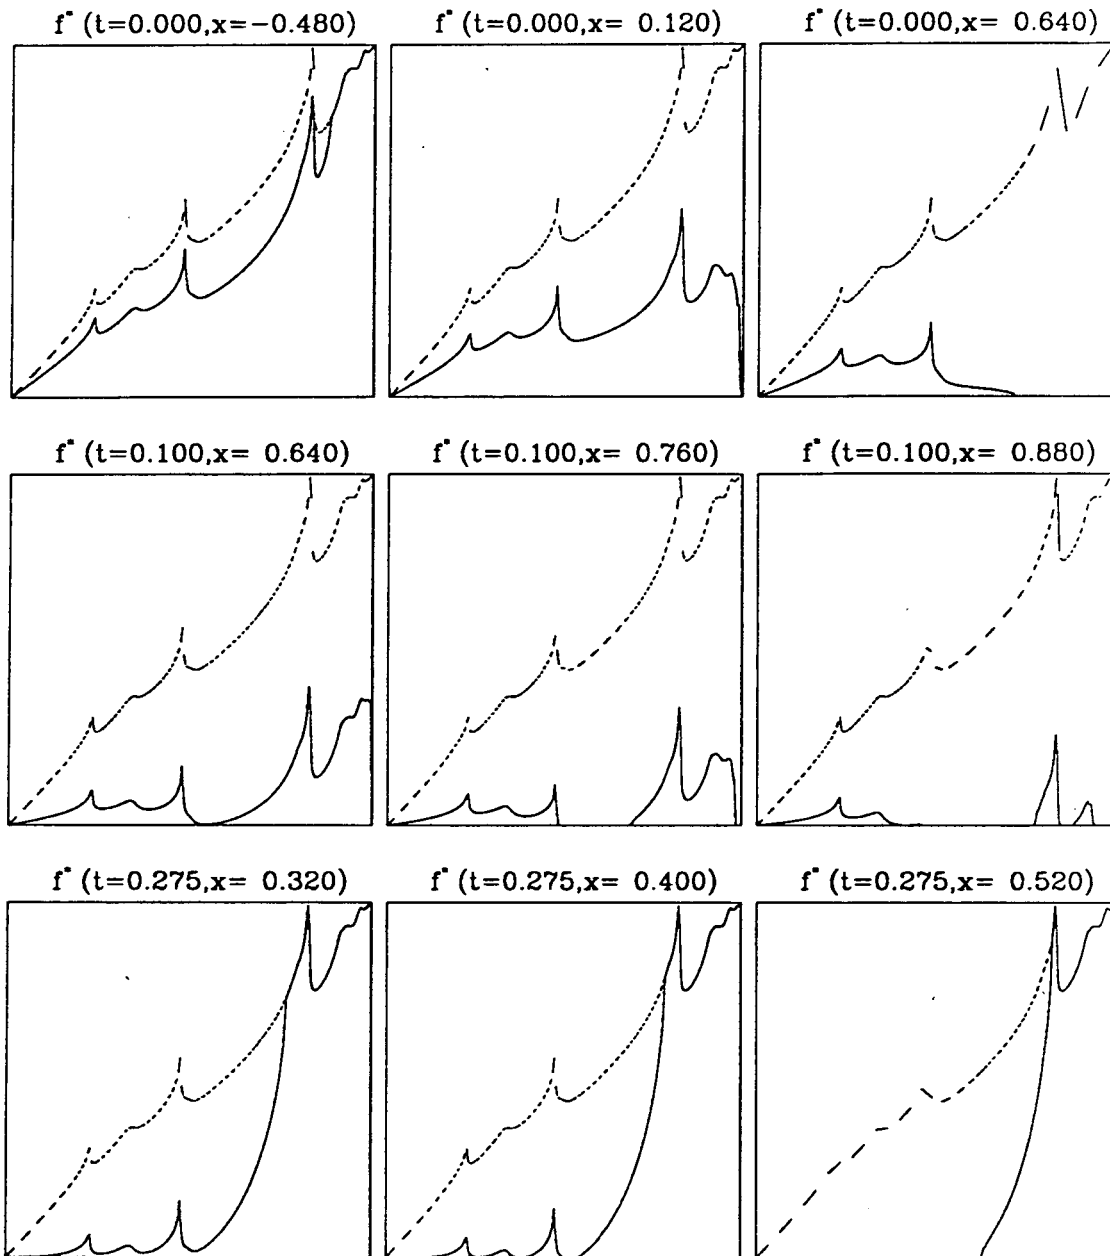 f* (t=0.000,x=−0.480)
f* (t=0.000,x= 0.120)
f* (t=0.000,x= 0.640)
f* (t=0.100,x= 0.640)
f* (t=0.100,x= 0.760)
f* (t=0.100,x= 0.880)
f* (t=0.275,x= 0.320)
f* (t=0.275,x= 0.400)
f* (t=0.275,x= 0.520)